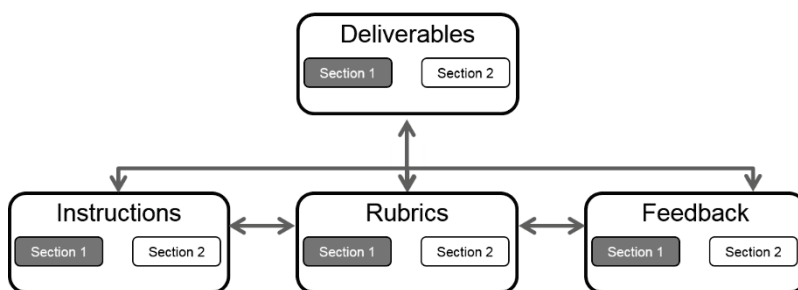 Deliverables
Section 1 Section 2
Instructions Rubrics Feedback
Section 1 Section 2 Section 1 Section 2 Section 1 Section 2